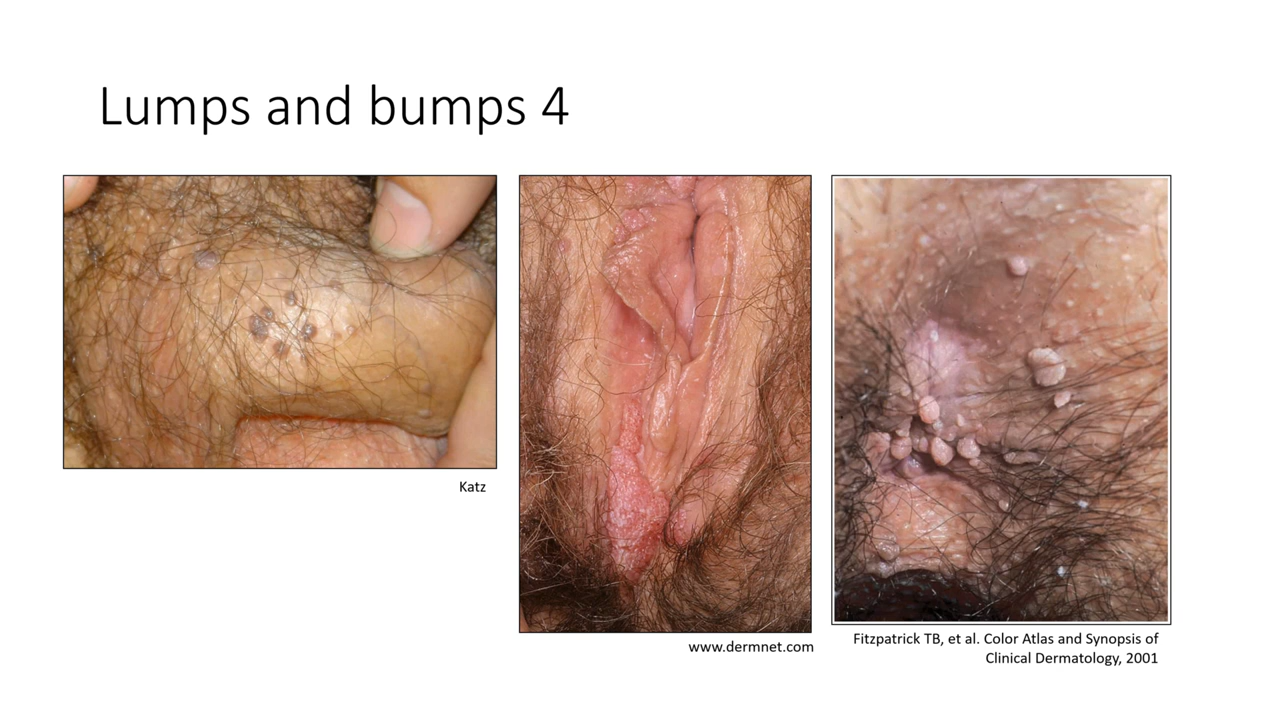 Lumps and bumps 4
Katz
www.dermnet.com
Fitzpatrick TB, et al. Color Atlas and Synopsis of
Clinical Dermatology, 2001